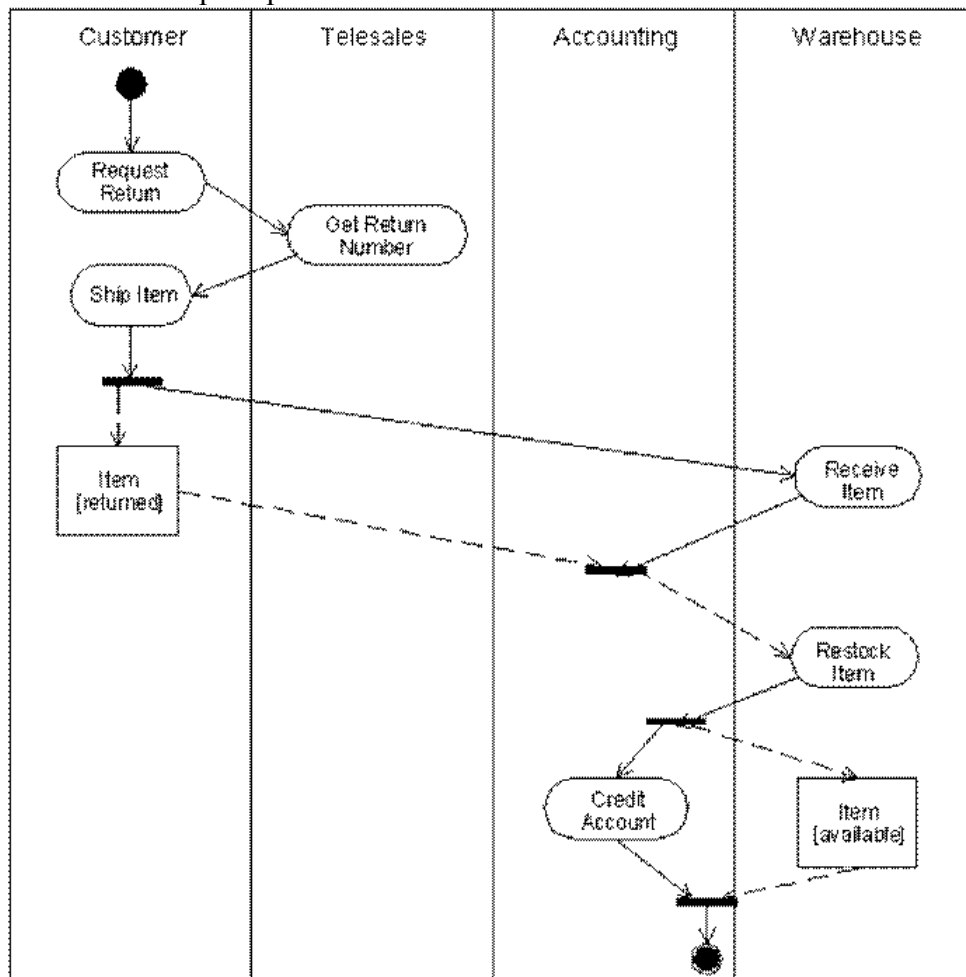 Customer
Telesales
Accounting
Warehouse
Request
Return
Get Return
Number
Ship Item
Item
[returned]
Receive
Item
Restock
Item
Credit
Account
Item
[available]